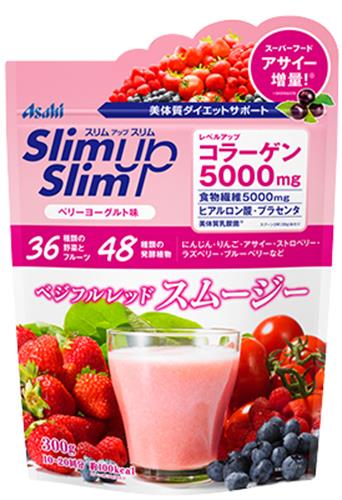 スーパーフード
アサイー
増量!
Asahi
美体質ダイエットサポート
スリム アップ スリム
Slim up
Slim
ベリーヨーグルト味
レベルアップ
コラーゲン
5000mg
食物繊維5000mg
ヒアルロン酸・プラセンタ
美体質乳酸菌
36 種類の野菜とフルーツ
48 種類の発酵植物
にんじん・りんご・アサイー・ストロベリー・
ラズベリー・ブルーベリーなど
ベジフルレッド スムージー
300g
10~20回分 約100kcal